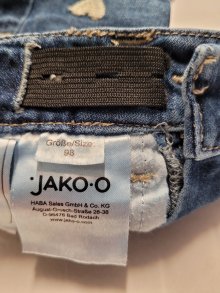 Größe/Size:
98
JAKO-O
HABA Sales GmbH & Co. KG
August-Grosch-Straße 28-38
D-96476 Bad Rodach
www.jako-o.com